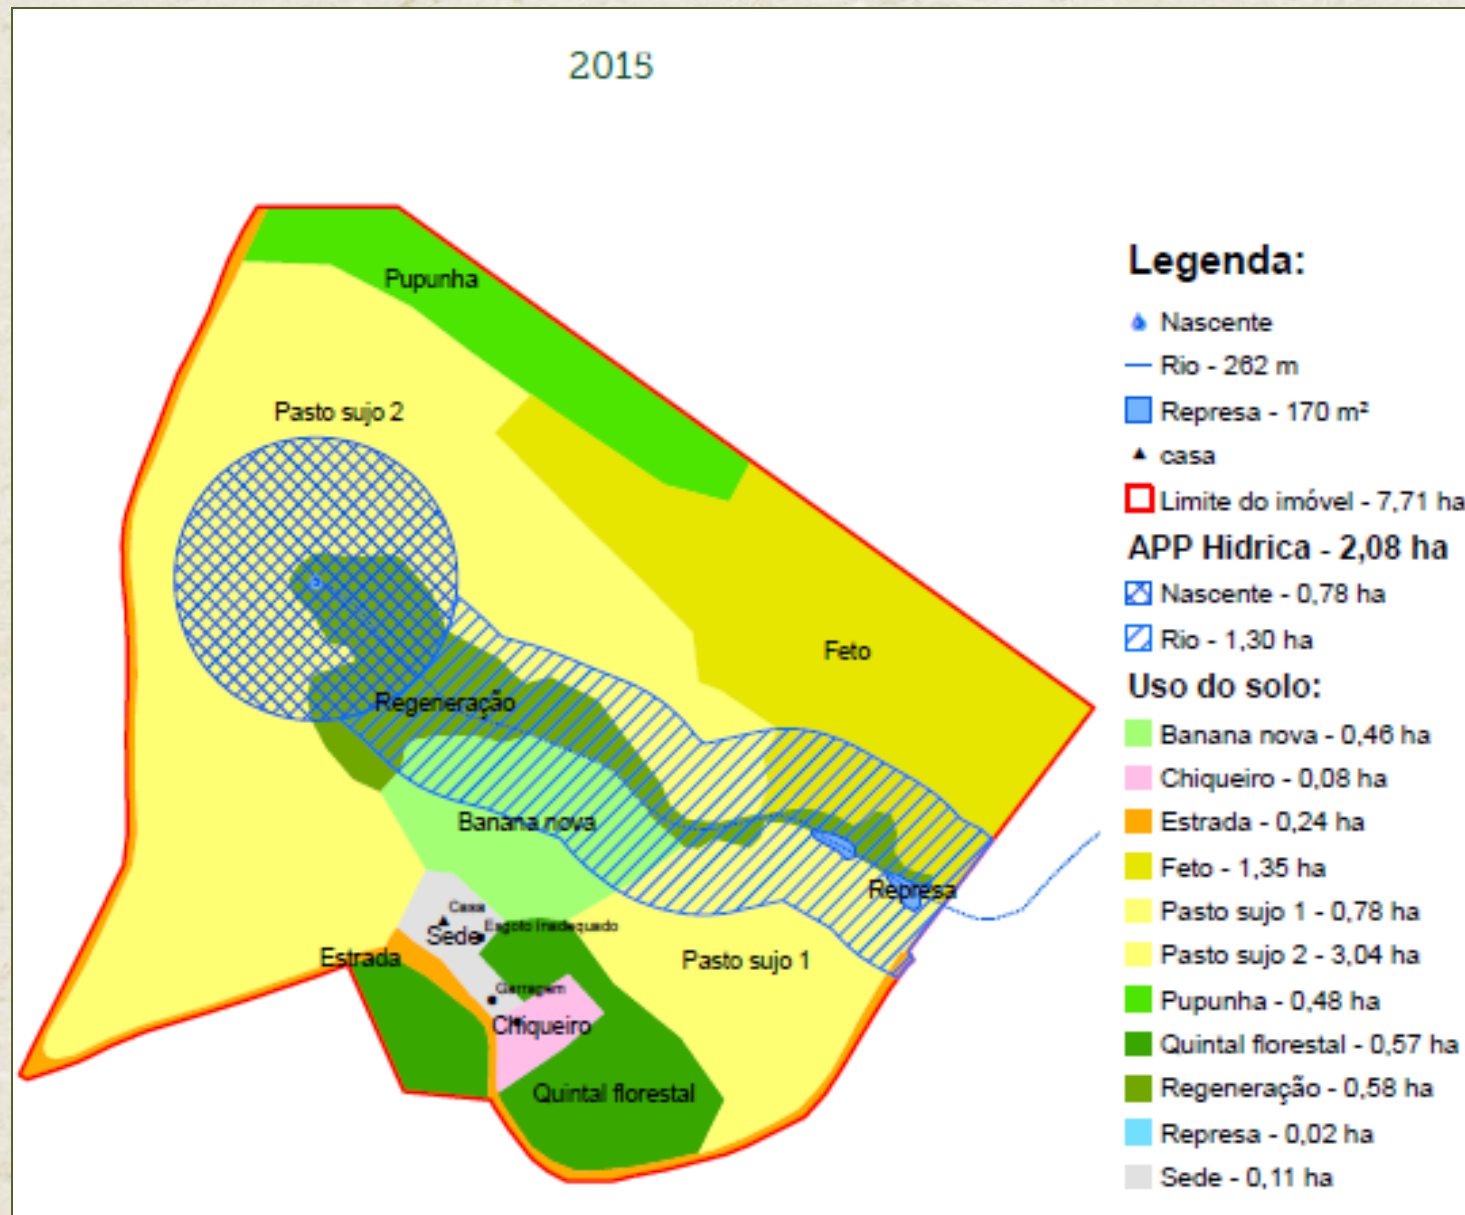 2015
Pupunha
Pasto sujo 2
Feto
Regeneração
Banana nova
Represa
Casa
Sede
Esgoto Inadequado
Estrada
Pasto sujo 1
Garragem
Chiqueiro
Quintal florestal
Legenda:
Nascente
Rio - 262 m
Represa - 170 m²
casa
Limite do imóvel - 7,71 ha
APP Hidrica - 2,08 ha
Nascente - 0,78 ha
Rio - 1,30 ha
Uso do solo:
Banana nova - 0,46 ha
Chiqueiro - 0,08 ha
Estrada - 0,24 ha
Feto - 1,35 ha
Pasto sujo 1 - 0,78 ha
Pasto sujo 2 - 3,04 ha
Pupunha - 0,48 ha
Quintal florestal - 0,57 ha
Regeneração - 0,58 ha
Represa - 0,02 ha
Sede - 0,11 ha